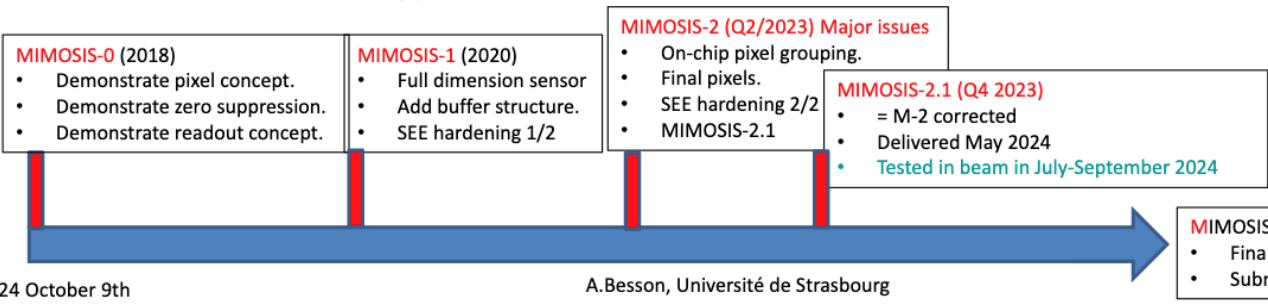 MIMOSIS-0 (2018)
• Demonstrate pixel concept.
• Demonstrate zero suppression.
• Demonstrate readout concept.
MIMOSIS-1 (2020)
• Full dimension sensor
• Add buffer structure.
• SEE hardening 1/2
MIMOSIS-2 (Q2/2023) Major issues
• On-chip pixel grouping.
• Final pixels.
• SEE hardening 2/2
• MIMOSIS-2.1
MIMOSIS-2.1 (Q4 2023)
• = M-2 corrected
• Delivered May 2024
• Tested in beam in July-September 2024
MIMOSIS
• Fina
• Subr
24 October 9th
A.Besson, Université de Strasbourg